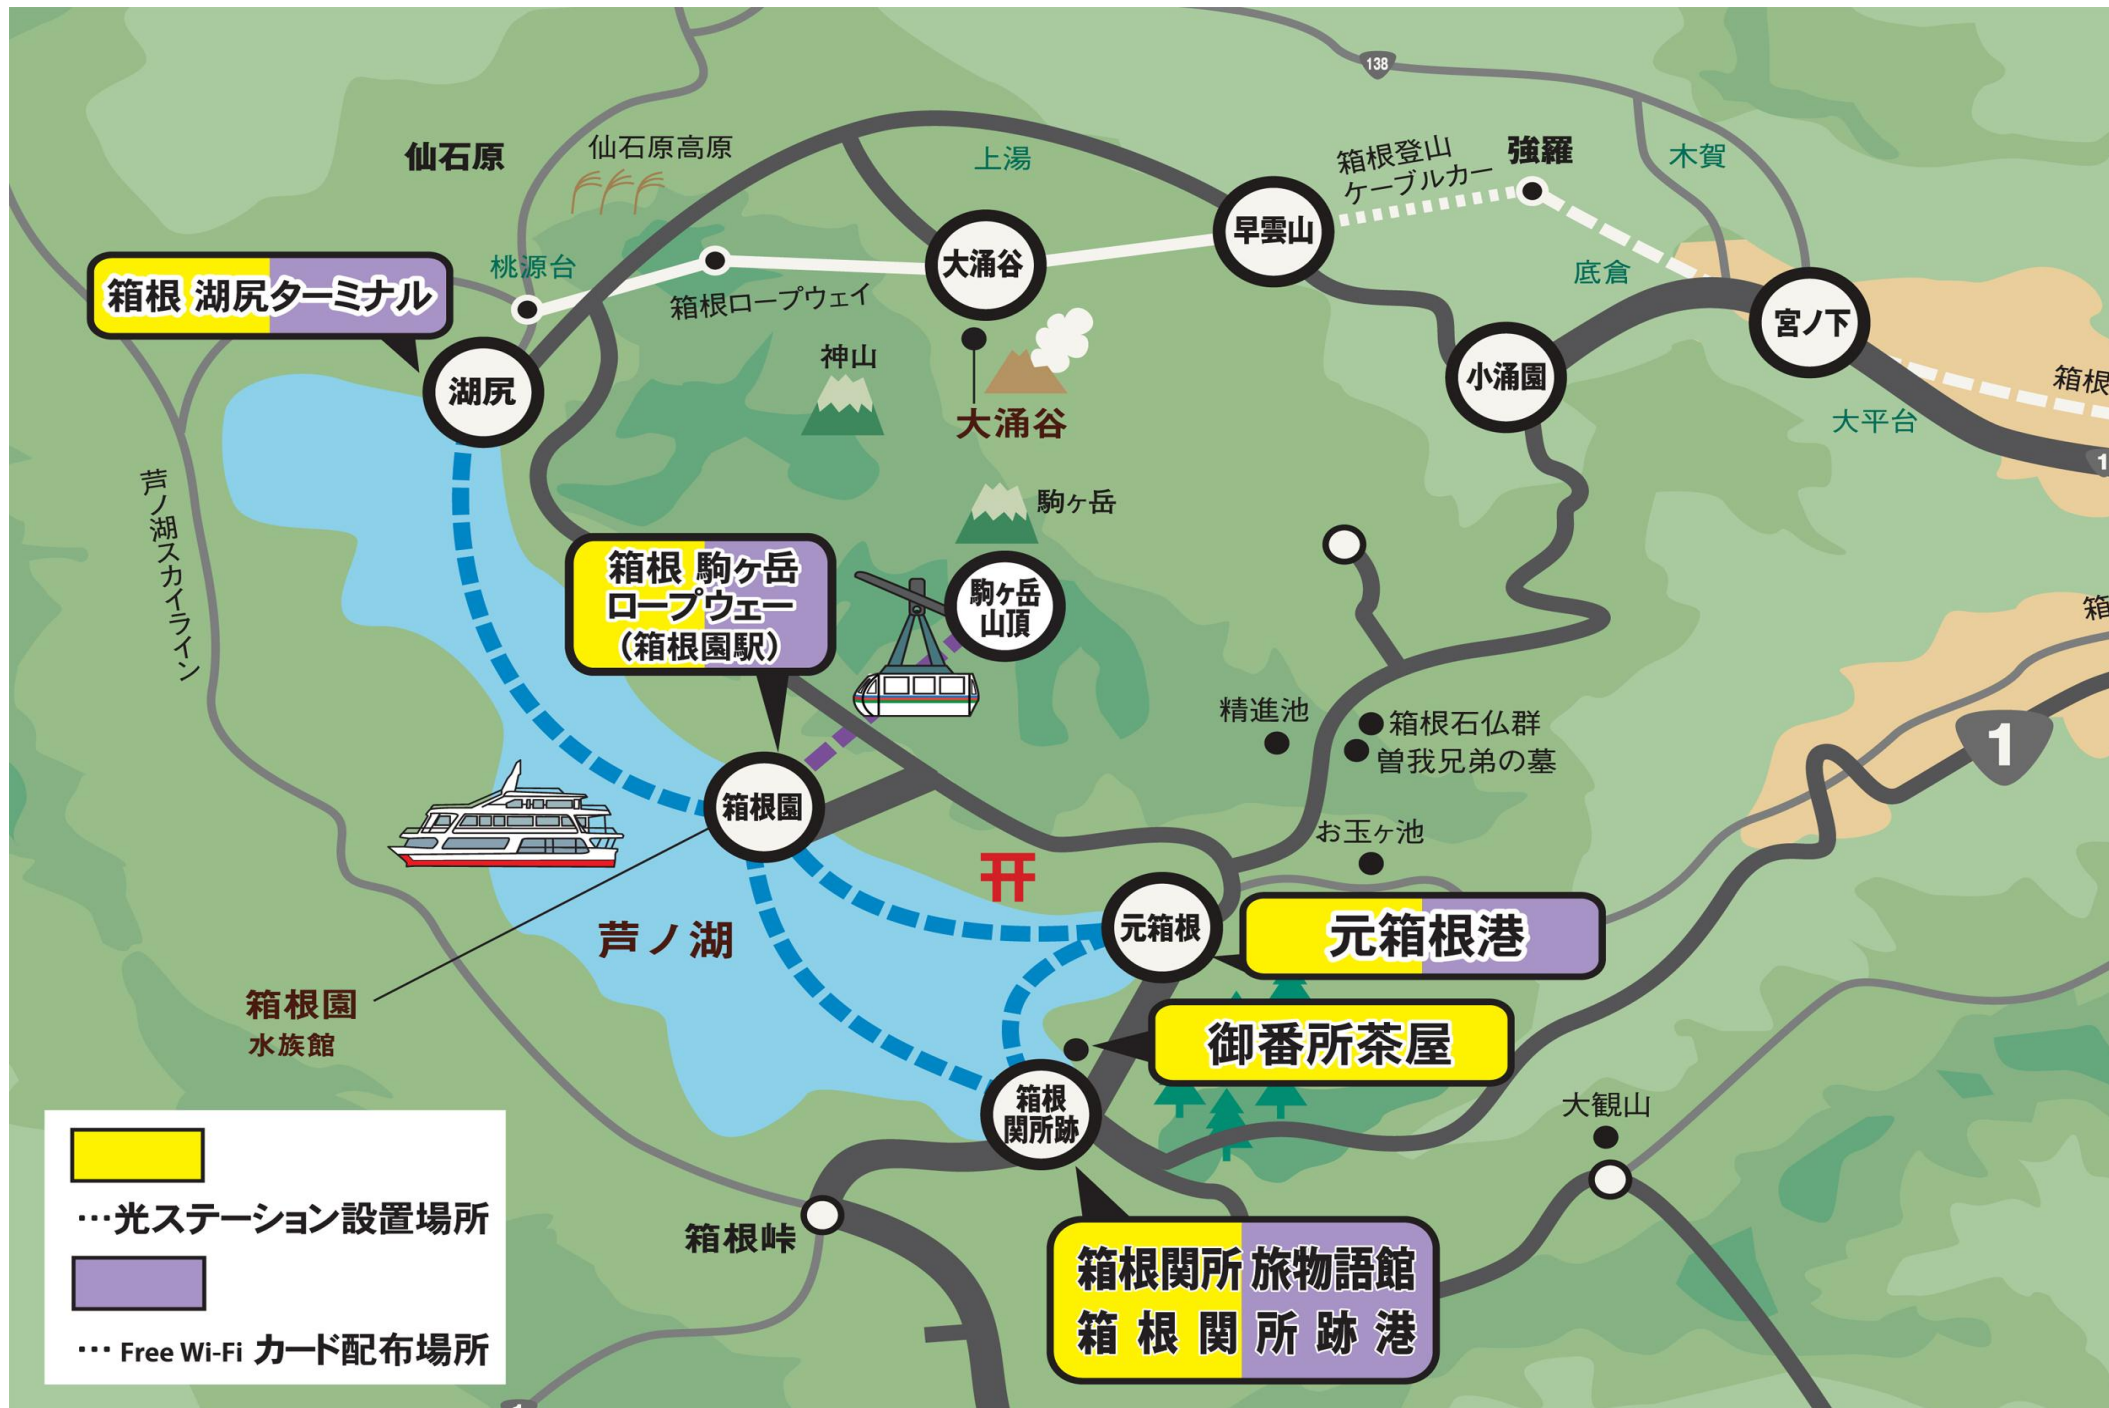 138
仙石原
仙石原高原
上湯
箱根登山
ケーブルカー
強羅
木賀
早雲山
大涌谷
桃源台
箱根 湖尻ターミナル
箱根ロープウェイ
底倉
宮ノ下
湖尻
神山
小涌園
箱根
大涌谷
大平台
1
芦ノ湖スカイライン
駒ヶ岳
箱根 駒ヶ岳
ロープウェー
(箱根園駅)
駒ヶ岳
山頂
箱
精進池
箱根石仏群
曽我兄弟の墓
1
箱根園
お玉ヶ池
芦ノ湖
元箱根
元箱根港
箱根園
水族館
御番所茶屋
箱根
関所跡
大観山
箱根峠
箱根関所 旅物語館
箱根関所跡港
…光ステーション設置場所
… Free Wi-Fi カード配布場所
1